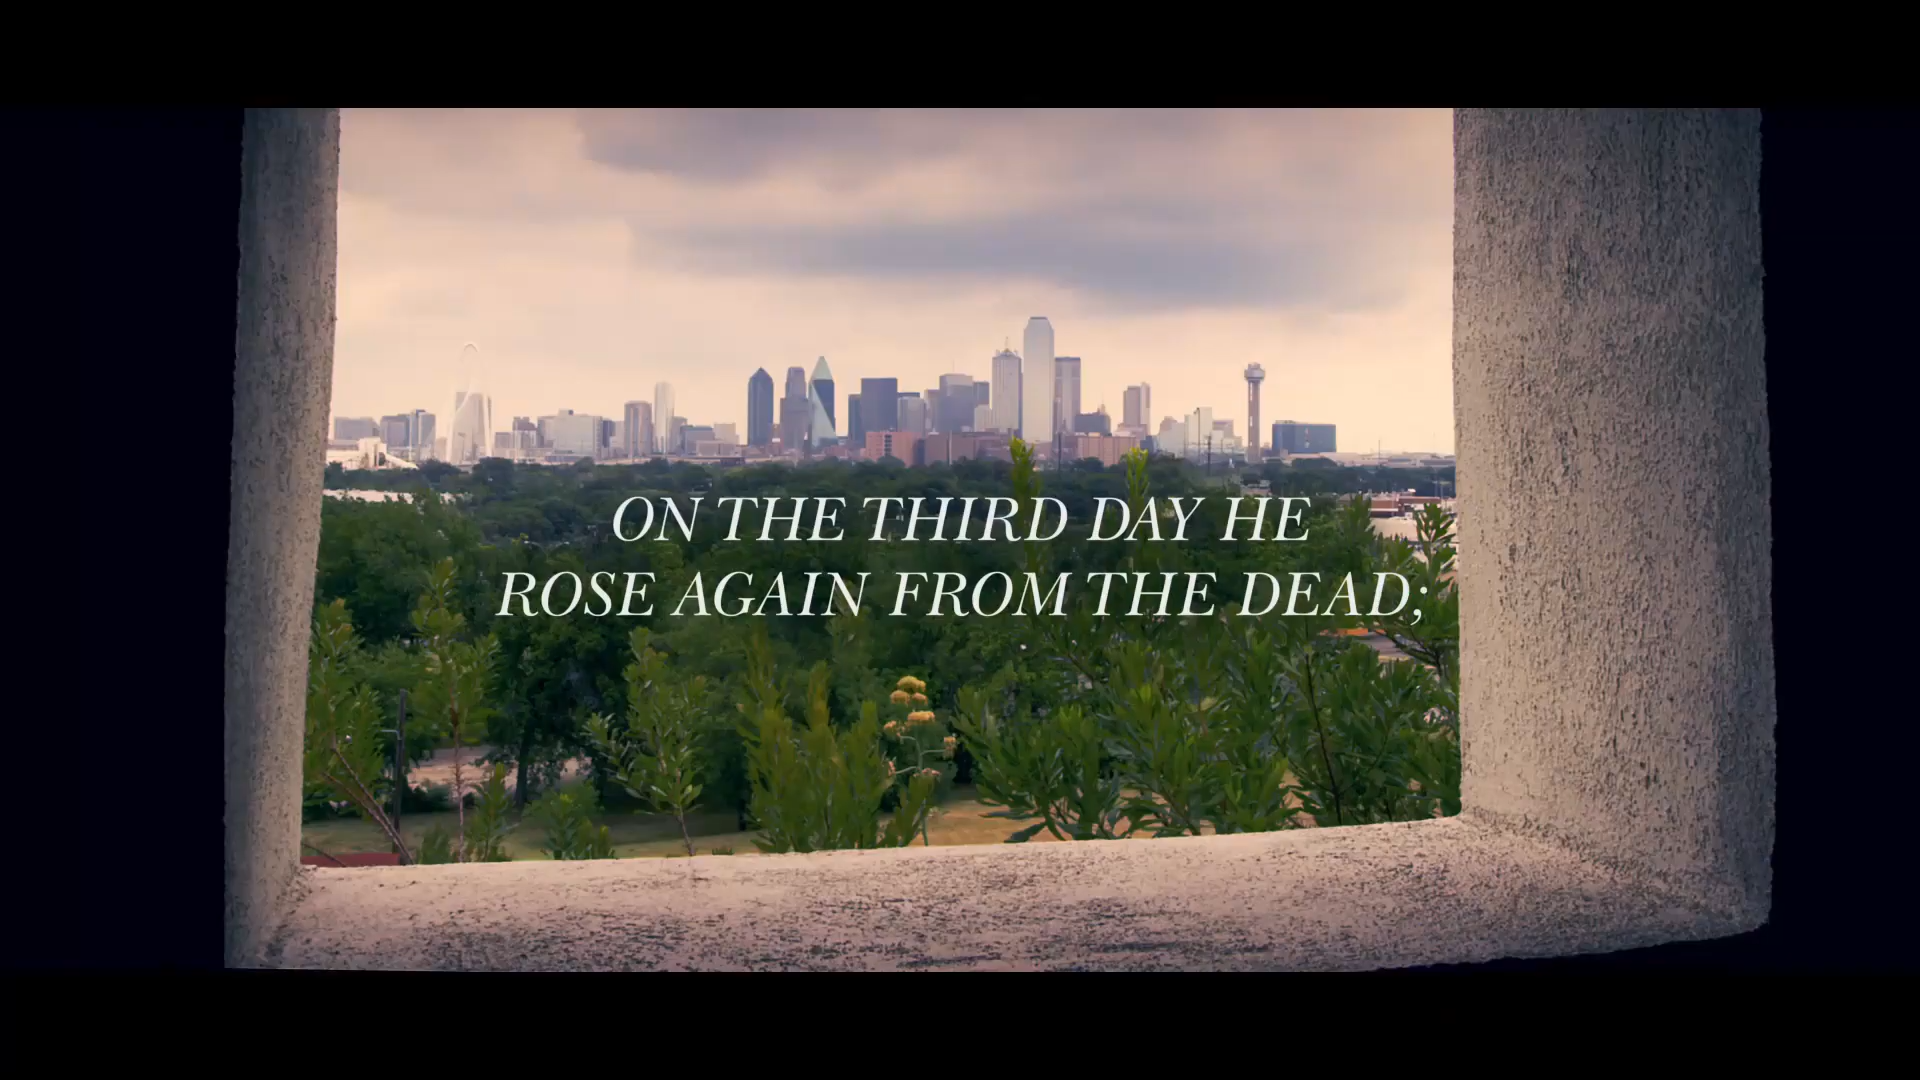 ON THE THIRD DAY HE
ROSE AGAIN FROM THE DEAD;